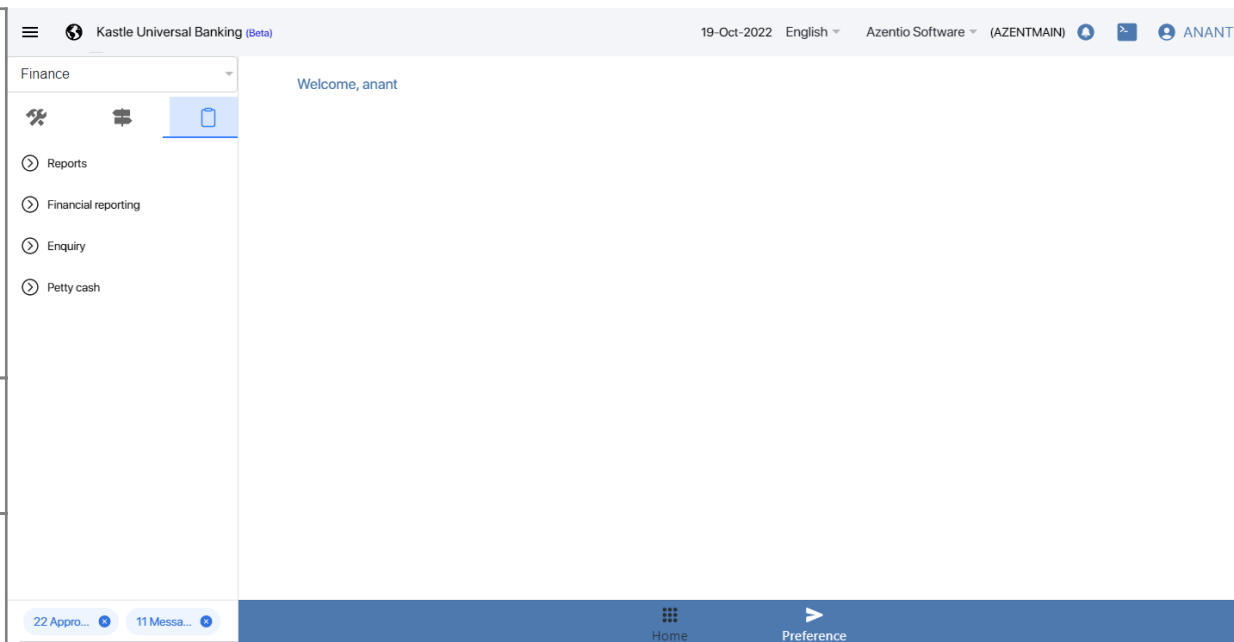 Kastle Universal Banking (Beta) 19-Oct-2022 English Azentio Software (AZENTMAIN) ANANT
Finance
Welcome, anant
Reports
Financial reporting
Enquiry
Petty cash
22 Appro... 11 Messa...
Home Preference